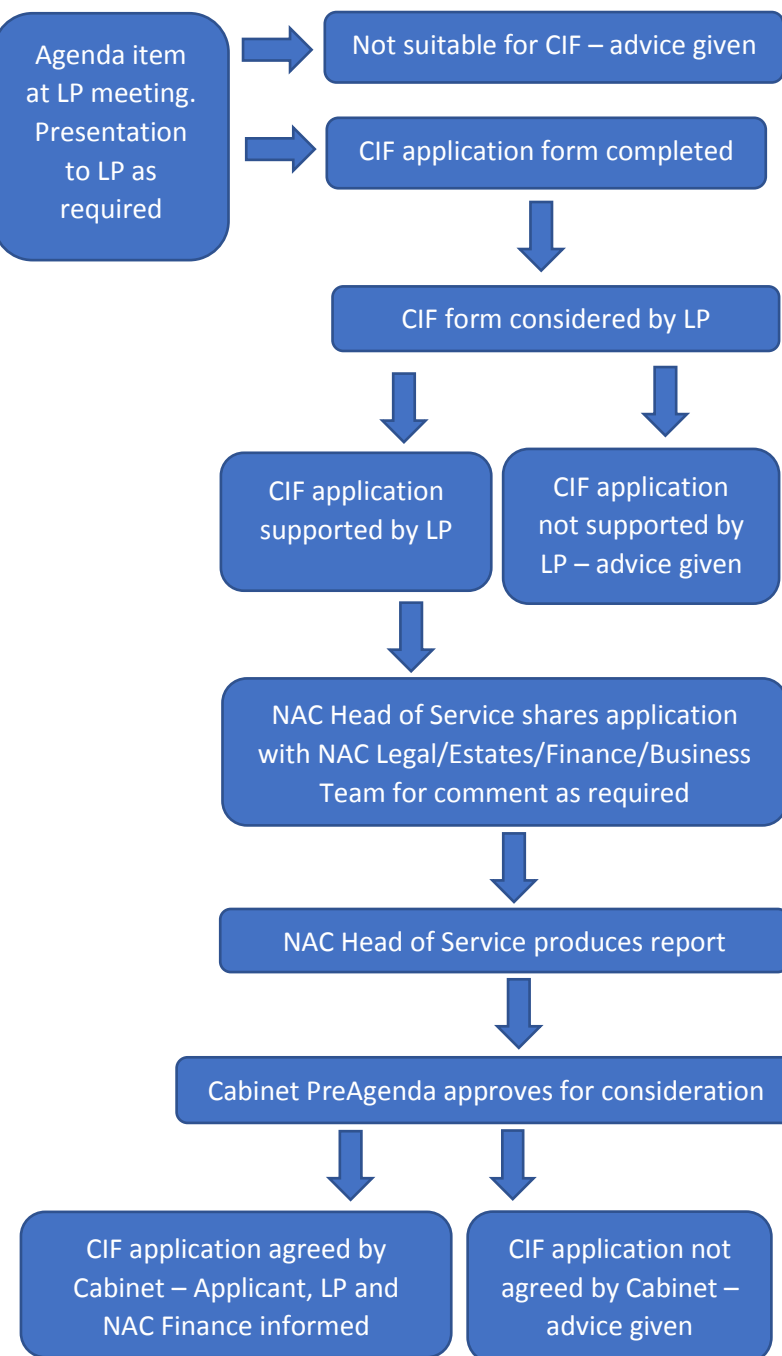 Agenda item
at LP meeting.
Presentation
to LP as
required
Not suitable for CIF – advice given
CIF application form completed
CIF form considered by LP
CIF application
supported by LP
CIF application
not supported by
LP – advice given
NAC Head of Service shares application
with NAC Legal/Estates/Finance/Business
Team for comment as required
NAC Head of Service produces report
Cabinet PreAgenda approves for consideration
CIF application agreed by
Cabinet – Applicant, LP and
NAC Finance informed
CIF application not
agreed by Cabinet –
advice given